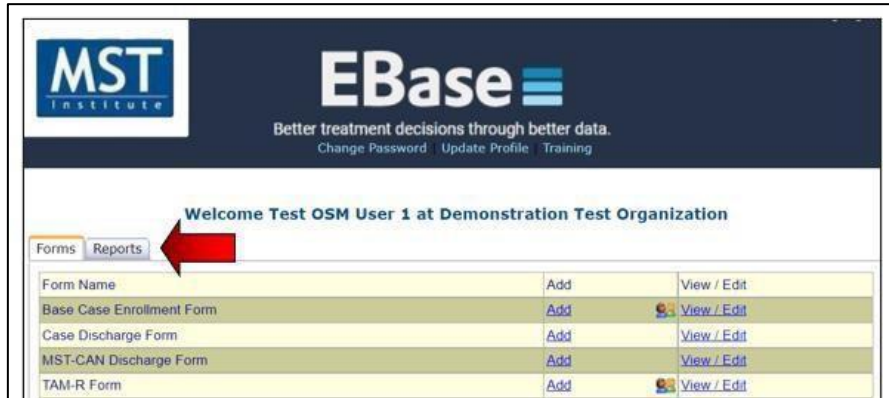 MST
Institute
EBase
Better treatment decisions through better data.
Change Password | Update Profile | Training
Welcome Test OSM User 1 at Demonstration Test Organization
Forms Reports
Form Name Add View / Edit
Base Case Enrollment Form Add View / Edit
Case Discharge Form Add View / Edit
MST-CAN Discharge Form Add View / Edit
TAM-R Form Add View / Edit